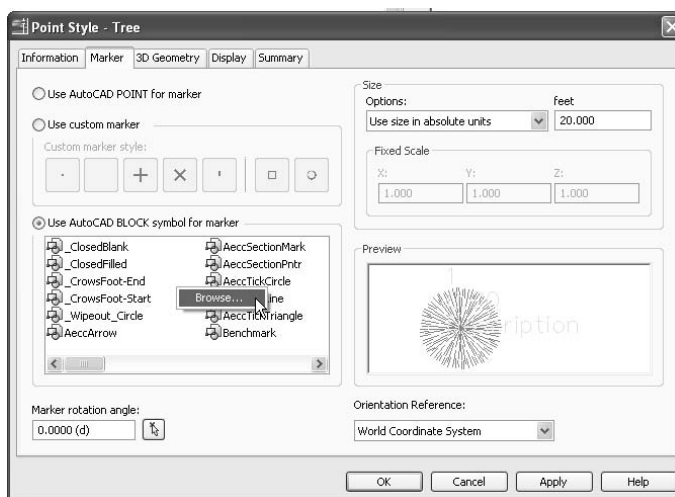 Point Style - Tree
Information Marker 3D Geometry Display Summary
Use AutoCAD POINT for marker
Use custom marker
Custom marker style:
Use AutoCAD BLOCK symbol for marker
_ClosedBlank
_ClosedFilled
_CrowsFoot-End
_CrowsFoot-Start
_Wipeout_Circle
AeccArrow
AeccSectionMark
AeccSectionPntr
AeccTickCircle
Browse...
AeccTickTriangle
Benchmark
Marker rotation angle:
0.0000 (d)
Size
Options: feet
Use size in absolute units 20.000
Fixed Scale
X: Y: Z:
1.000 1.000 1.000
Preview
Orientation Reference:
World Coordinate System
OK Cancel Apply Help